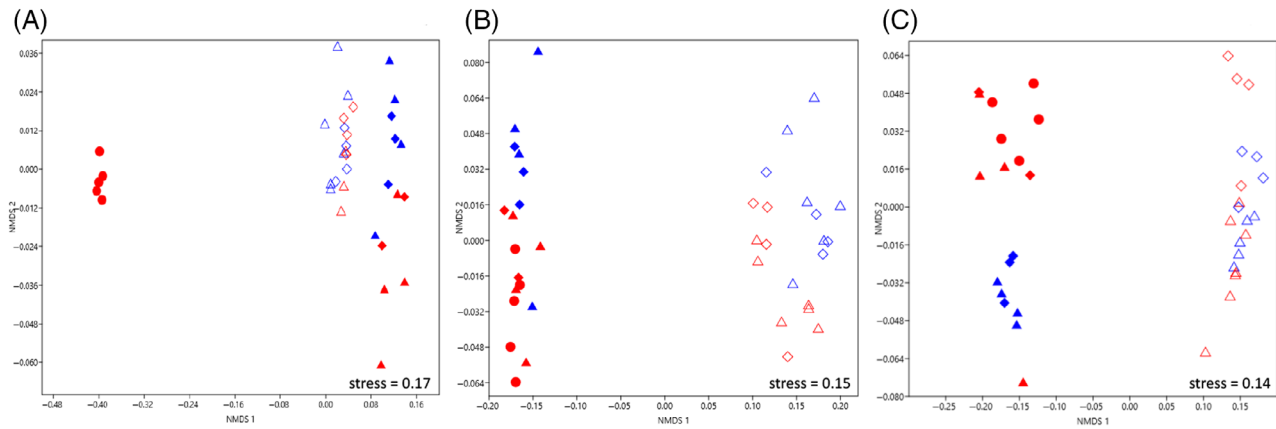 (A)
0.036
0.024
0.012
0.000
−0.012
−0.024
−0.036
−0.048
−0.060
NMDS 2
−0.48 −0.40 −0.32 −0.24 −0.16 −0.08 0.00 0.08 0.16
NMDS 1
stress = 0.17
(B)
0.080
0.064
0.048
0.032
0.016
0.000
−0.016
−0.032
−0.048
−0.064
NMDS 2
−0.20 −0.15 −0.10 −0.05 0.00 0.05 0.10 0.15 0.20
NMDS 1
stress = 0.15
(C)
0.064
0.048
0.032
0.016
0.000
−0.016
−0.032
−0.048
−0.064
−0.080
NMDS 2
−0.25 −0.20 −0.15 −0.10 −0.05 0.00 0.05 0.10 0.15
NMDS 1
stress = 0.14